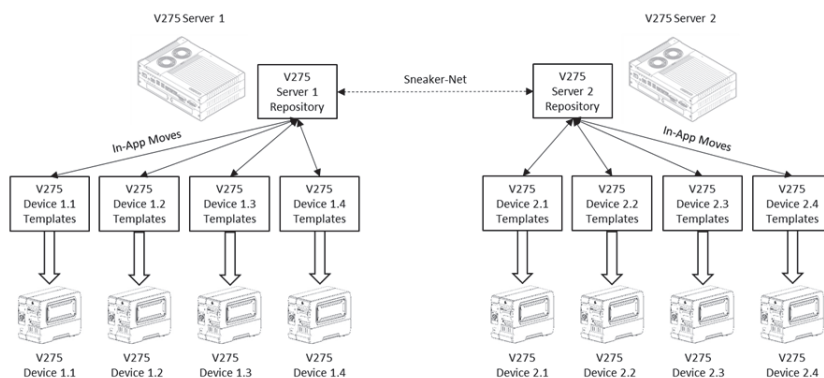 V275 Server 1
V275 Server 2
V275
Server 1
Repository
Sneaker-Net
V275
Server 2
Repository
In-App Moves
In-App Moves
V275
Device 1.1
Templates
V275
Device 1.2
Templates
V275
Device 1.3
Templates
V275
Device 1.4
Templates
V275
Device 2.1
Templates
V275
Device 2.2
Templates
V275
Device 2.3
Templates
V275
Device 2.4
Templates
V275
Device 1.1
V275
Device 1.2
V275
Device 1.3
V275
Device 1.4
V275
Device 2.1
V275
Device 2.2
V275
Device 2.3
V275
Device 2.4